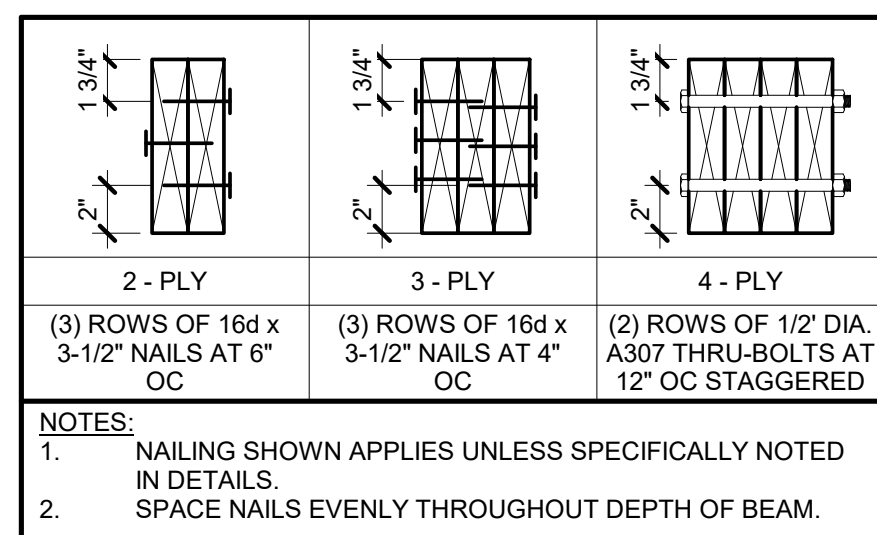 1 3/4"
2"
1 3/4"
2"
1 3/4"
2"
2 - PLY
3 - PLY
4 - PLY
(3) ROWS OF 16d x
3-1/2" NAILS AT 6"
OC
(3) ROWS OF 16d x
3-1/2" NAILS AT 4"
OC
(2) ROWS OF 1/2' DIA.
A307 THRU-BOLTS AT
12" OC STAGGERED
NOTES:
1. NAILING SHOWN APPLIES UNLESS SPECIFICALLY NOTED
IN DETAILS.
2. SPACE NAILS EVENLY THROUGHOUT DEPTH OF BEAM.